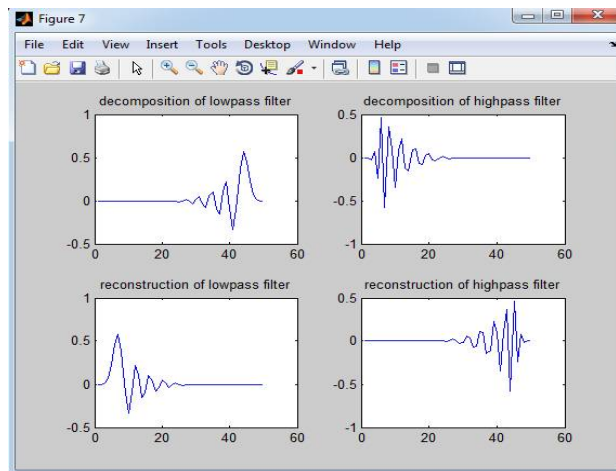 Figure 7
File Edit View Insert Tools Desktop Window Help
decomposition of lowpass filter
1
0.5
0
-0.5
0 20 40 60
decomposition of highpass filter
0.5
0
-0.5
-1
0 20 40 60
reconstruction of lowpass filter
1
0.5
0
-0.5
0 20 40 60
reconstruction of highpass filter
0.5
0
-0.5
-1
0 20 40 60